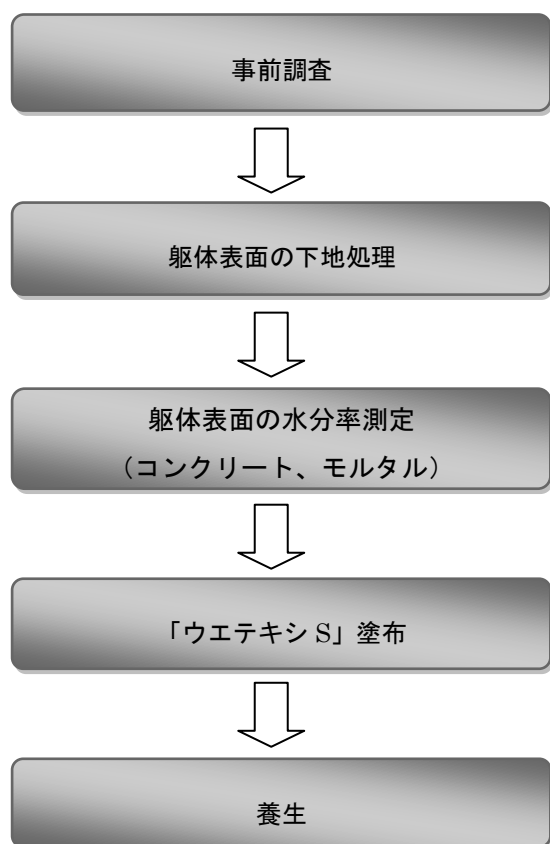 事前調査
躯体表面の下地処理
躯体表面の水分率測定
（コンクリート、モルタル）
「ウエテキシ S」塗布
養生